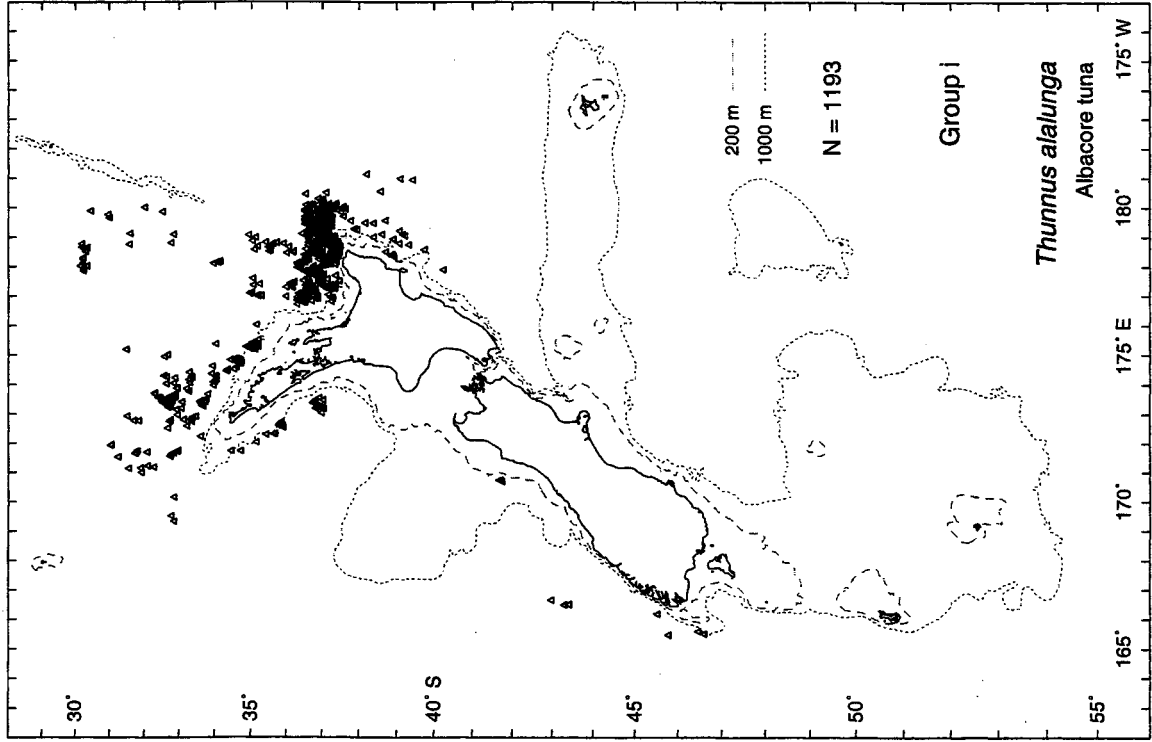 200 m
1000 m
N = 1193
Group i
Thunnus alalunga
Albacore tuna
30°
35°
40° S
45°
50°
55°
165°
170°
175° E
180°
175° W